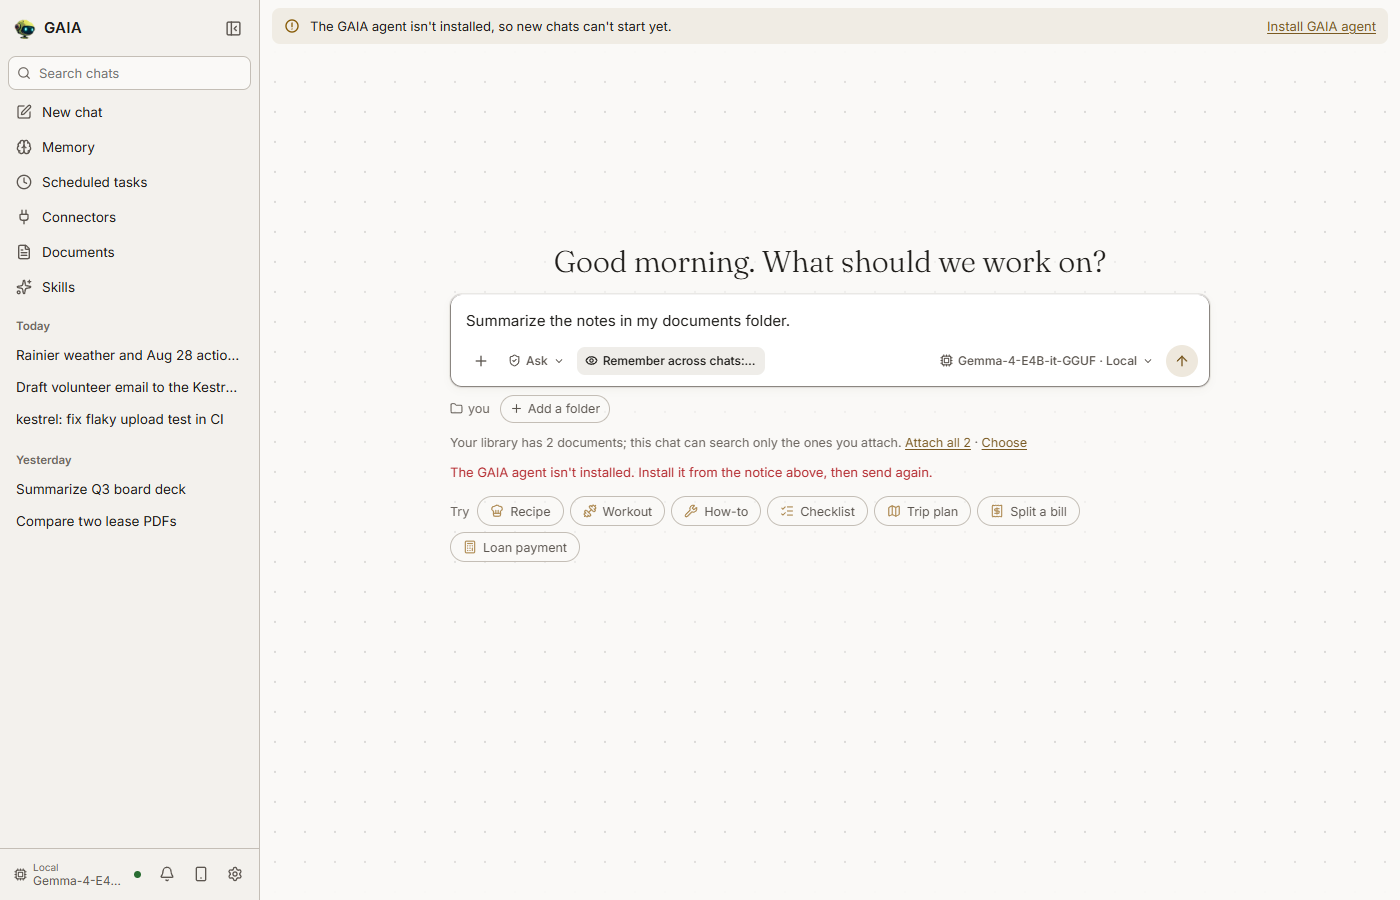 GAIA
The GAIA agent isn't installed, so new chats can't start yet.
Install GAIA agent
Search chats
New chat
Memory
Scheduled tasks
Connectors
Documents
Skills
Today
Rainier weather and Aug 28 actio...
Draft volunteer email to the Kestr...
kestrel: fix flaky upload test in CI
Yesterday
Summarize Q3 board deck
Compare two lease PDFs
Good morning. What should we work on?
Summarize the notes in my documents folder.
Ask
Remember across chats:...
Gemma-4-E4B-it-GGUF · Local
you
Add a folder
Your library has 2 documents; this chat can search only the ones you attach. Attach all 2 · Choose
The GAIA agent isn't installed. Install it from the notice above, then send again.
Try
Recipe
Workout
How-to
Checklist
Trip plan
Split a bill
Loan payment
Local
Gemma-4-E4...